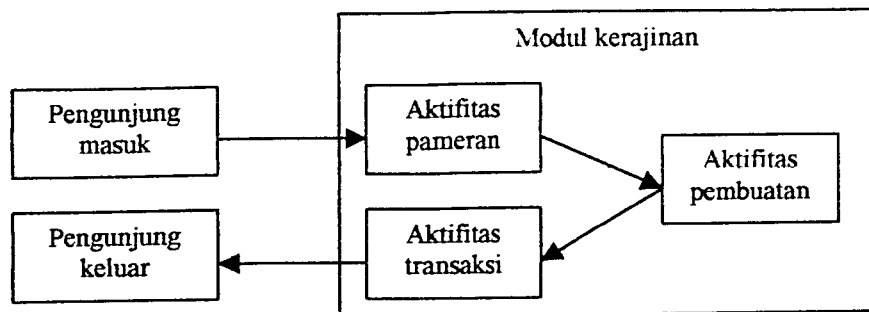 Modul kerajinan
Pengunjung
masuk
Aktifitas
pameran
Aktifitas
pembuatan
Pengunjung
keluar
Aktifitas
transaksi